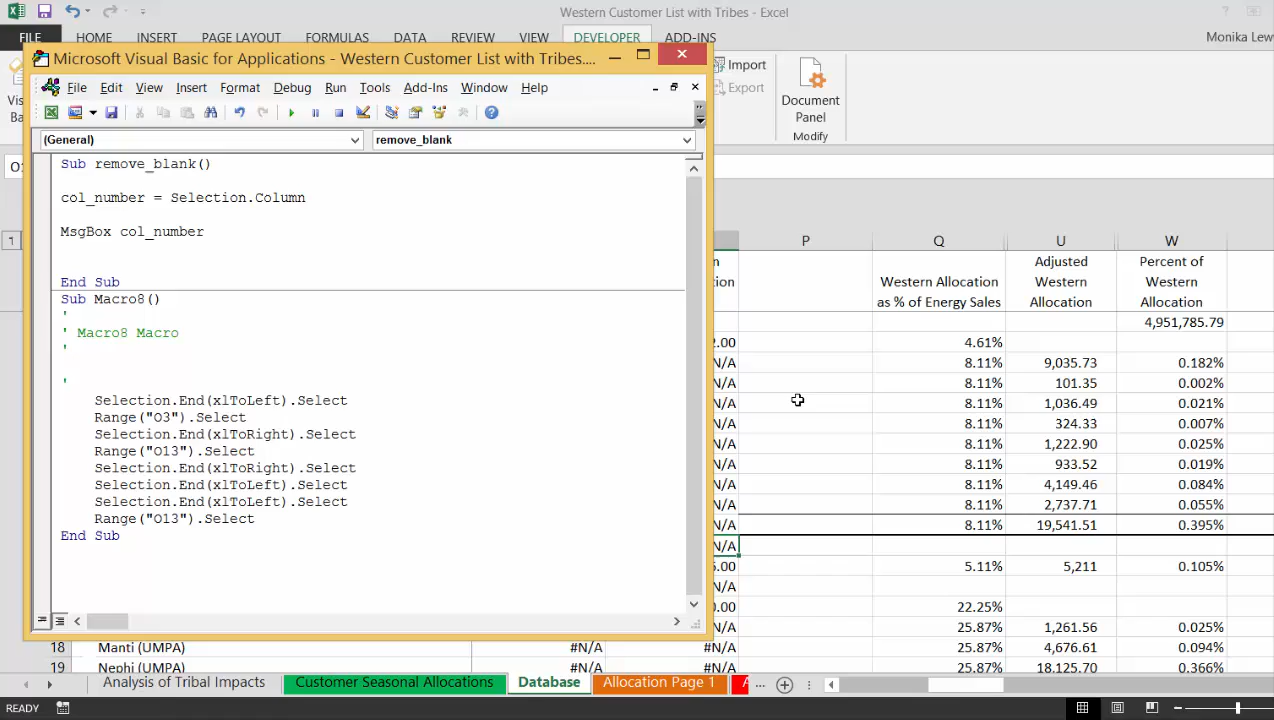 Western Customer List with Tribes - Excel
FILE HOME INSERT PAGE LAYOUT FORMULAS DATA REVIEW VIEW DEVELOPER ADD-INS Monika Lew
Microsoft Visual Basic for Applications - Western Customer List with Tribes....
Import
Export
Document
Panel
Modify
File Edit View Insert Format Debug Run Tools Add-Ins Window Help
(General) remove_blank
Sub remove_blank()
col_number = Selection.Column
MsgBox col_number
End Sub
Sub Macro8()
'
' Macro8 Macro
'
'
Selection.End(xlToLeft).Select
Range("O3").Select
Selection.End(xlToRight).Select
Range("O13").Select
Selection.End(xlToRight).Select
Selection.End(xlToLeft).Select
Selection.End(xlToLeft).Select
Range("O13").Select
End Sub
1
P Q U W
Western Allocation
as % of Energy Sales
Adjusted
Western
Allocation
Percent of
Western
Allocation
4,951,785.79
4.61%
N/A 8.11% 9,035.73 0.182%
N/A 8.11% 101.35 0.002%
N/A 8.11% 1,036.49 0.021%
N/A 8.11% 324.33 0.007%
N/A 8.11% 1,222.90 0.025%
N/A 8.11% 933.52 0.019%
N/A 8.11% 4,149.46 0.084%
N/A 8.11% 2,737.71 0.055%
N/A 8.11% 19,541.51 0.395%
N/A
5.11% 5,211 0.105%
N/A
22.25%
N/A 25.87% 1,261.56 0.025%
18 Manti (UMPA) #N/A #N/A 25.87% 4,676.61 0.094%
19 Nephi (UMPA) #N/A #N/A 25.87% 18,125.70 0.366%
Analysis of Tribal Impacts Customer Seasonal Allocations Database Allocation Page 1 ...
READY